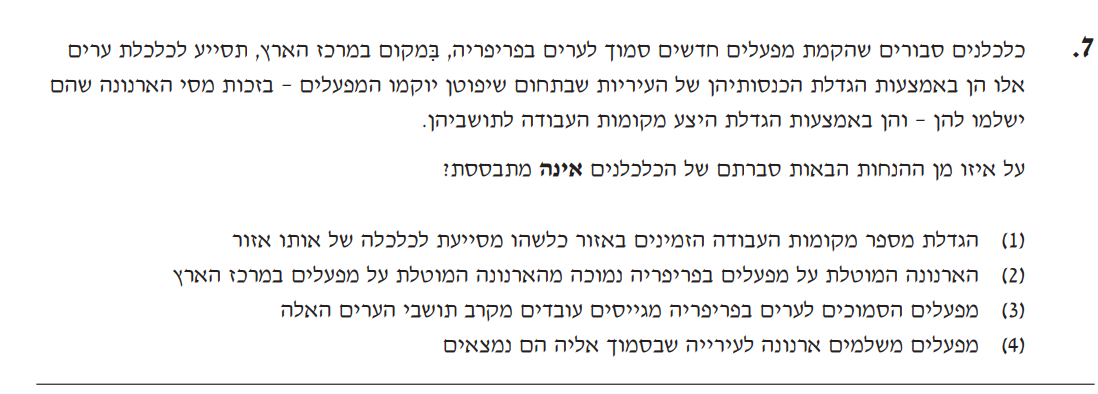 7. כלכלנים סבורים שהקמת מפעלים חדשים סמוך לערים בפריפריה, בִּמקום במרכז הארץ, תסייע לכלכלת ערים
אלו הן באמצעות הגדלת הכנסותיהן של העיריות שבתחום שיפוטן יוקמו המפעלים – בזכות מסי הארנונה שהם
ישלמו להן – והן באמצעות הגדלת היצע מקומות העבודה לתושביהן.
על איזו מן ההנחות הבאות סברתם של הכלכלנים אינה מתבססת?
(1) הגדלת מספר מקומות העבודה הזמינים באזור כלשהו מסייעת לכלכלה של אותו אזור
(2) הארנונה המוטלת על מפעלים בפריפריה נמוכה מהארנונה המוטלת על מפעלים במרכז הארץ
(3) מפעלים הסמוכים לערים בפריפריה מגייסים עובדים מקרב תושבי הערים האלה
(4) מפעלים משלמים ארנונה לעירייה שבסמוך אליה הם נמצאים